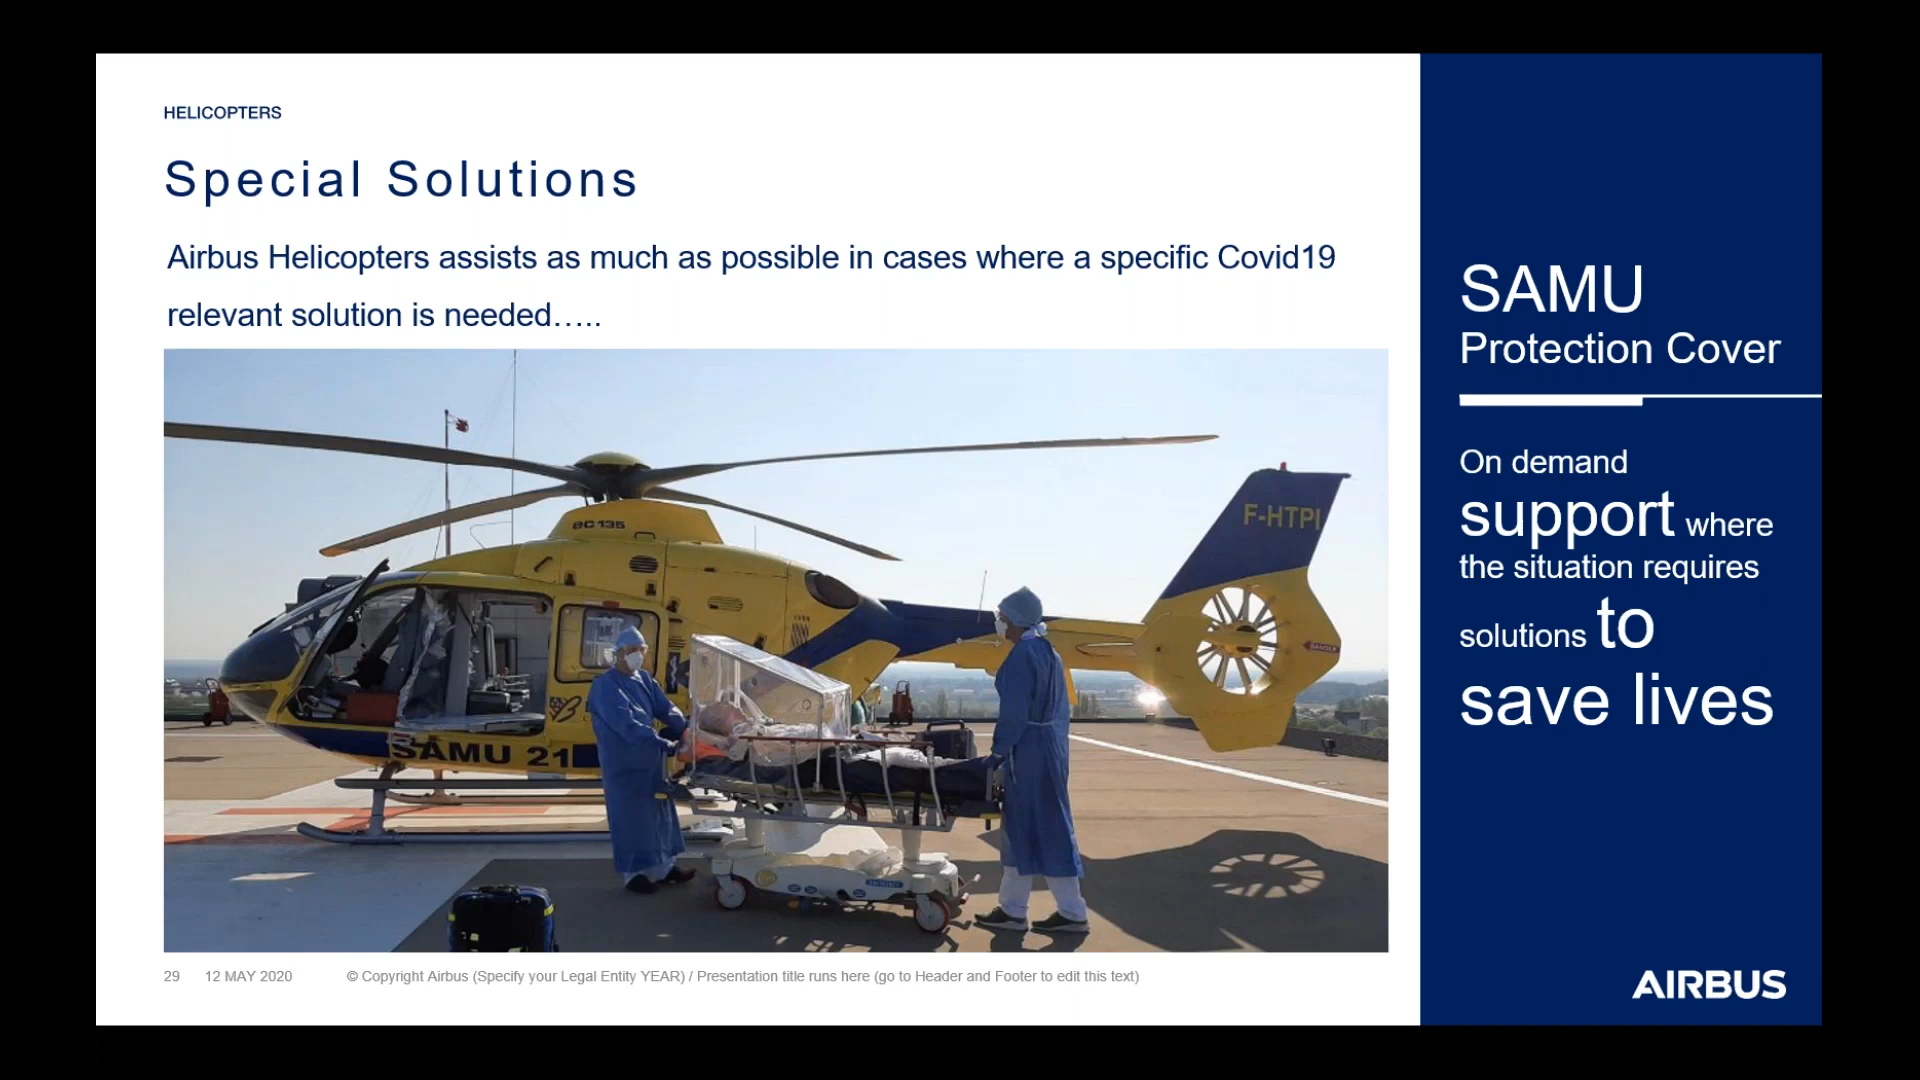 HELICOPTERS
Special Solutions
Airbus Helicopters assists as much as possible in cases where a specific Covid19
relevant solution is needed…..
EC135
F-HTPI
DANGER
SAMU 21
SAMU
Protection Cover
On demand
support where
the situation requires
solutions to
save lives
29 12 MAY 2020 © Copyright Airbus (Specify your Legal Entity YEAR) / Presentation title runs here (go to Header and Footer to edit this text)
AIRBUS